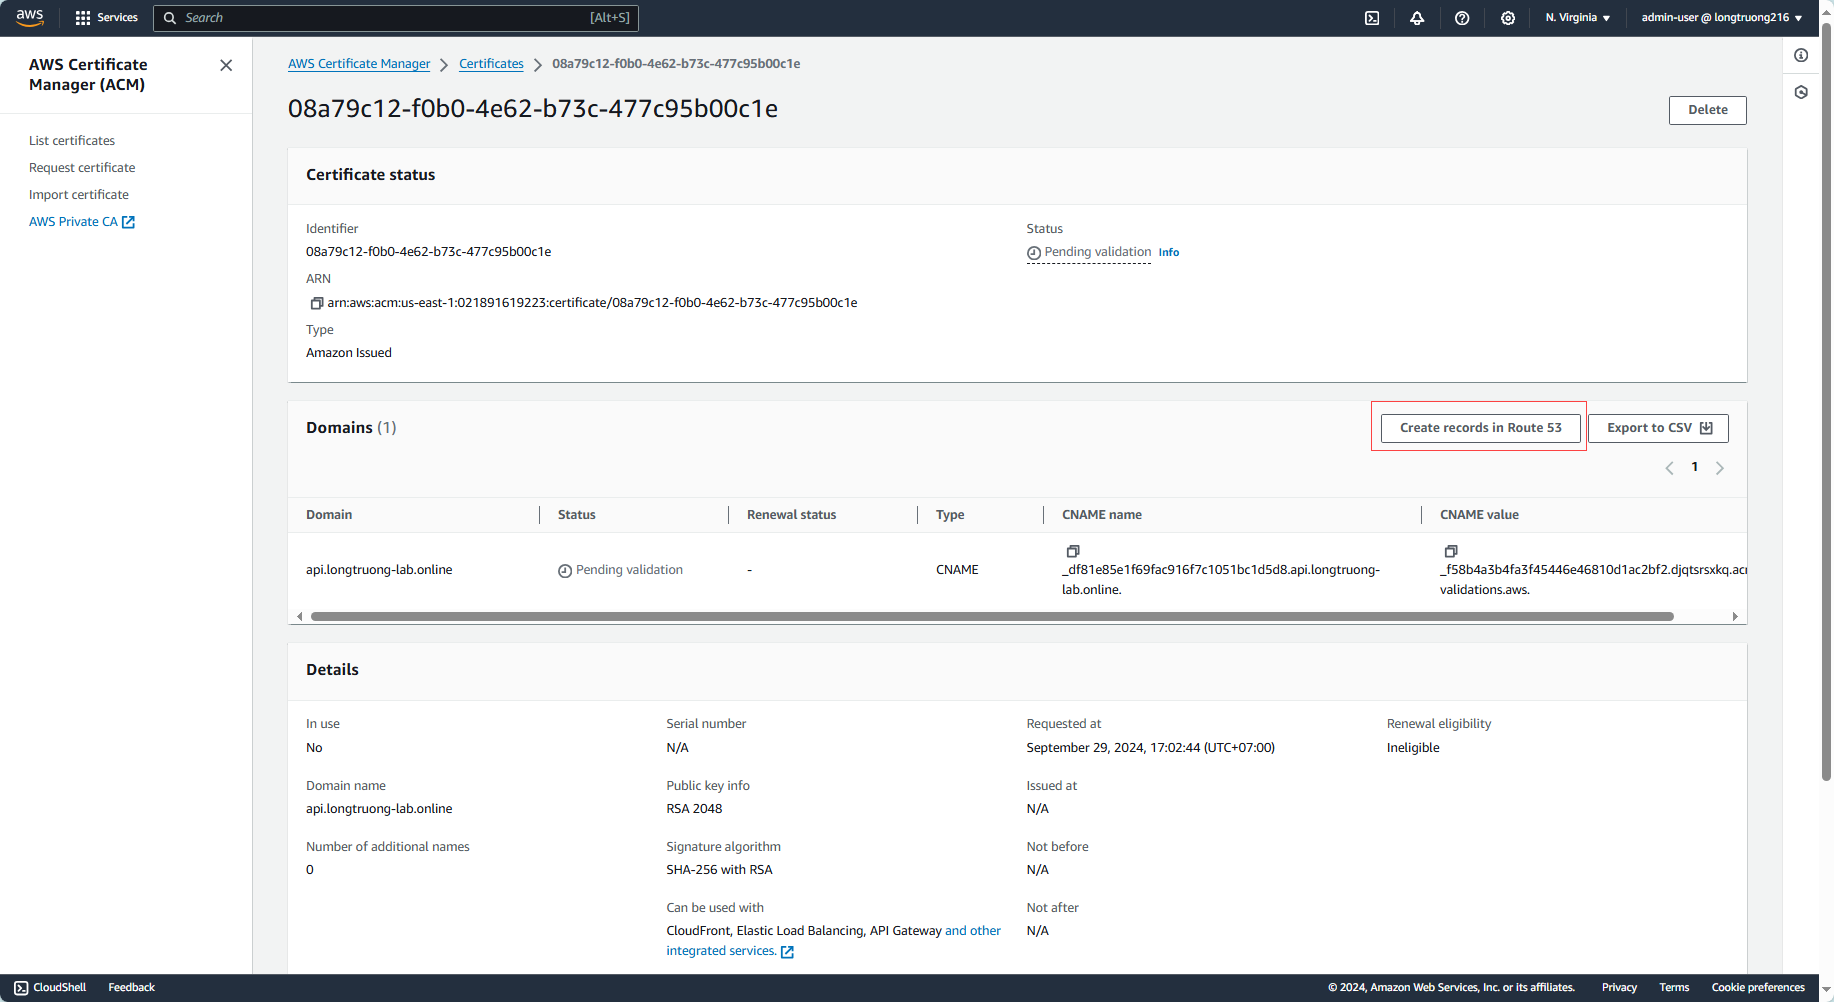 aws
Services
Search
[Alt+S]
N. Virginia
admin-user @ longtruong216
AWS Certificate
Manager (ACM)
List certificates
Request certificate
Import certificate
AWS Private CA
AWS Certificate Manager
Certificates
08a79c12-f0b0-4e62-b73c-477c95b00c1e
08a79c12-f0b0-4e62-b73c-477c95b00c1e
Delete
Certificate status
Identifier
08a79c12-f0b0-4e62-b73c-477c95b00c1e
ARN
arn:aws:acm:us-east-1:021891619223:certificate/08a79c12-f0b0-4e62-b73c-477c95b00c1e
Type
Amazon Issued
Status
Pending validation
Info
Domains (1)
Create records in Route 53
Export to CSV
1
Domain
Status
Renewal status
Type
CNAME name
CNAME value
api.longtruong-lab.online
Pending validation
-
CNAME
_df81e85e1f69fac916f7c1051bc1d5d8.api.longtruong-
lab.online.
_f58b4a3b4fa3f45446e46810d1ac2bf2.djqtsrsxkq.acm
validations.aws.
Details
In use
No
Serial number
N/A
Requested at
September 29, 2024, 17:02:44 (UTC+07:00)
Renewal eligibility
Ineligible
Domain name
api.longtruong-lab.online
Public key info
RSA 2048
Issued at
N/A
Number of additional names
0
Signature algorithm
SHA-256 with RSA
Not before
N/A
Can be used with
CloudFront, Elastic Load Balancing, API Gateway and other
integrated services.
Not after
N/A
CloudShell
Feedback
© 2024, Amazon Web Services, Inc. or its affiliates.
Privacy
Terms
Cookie preferences